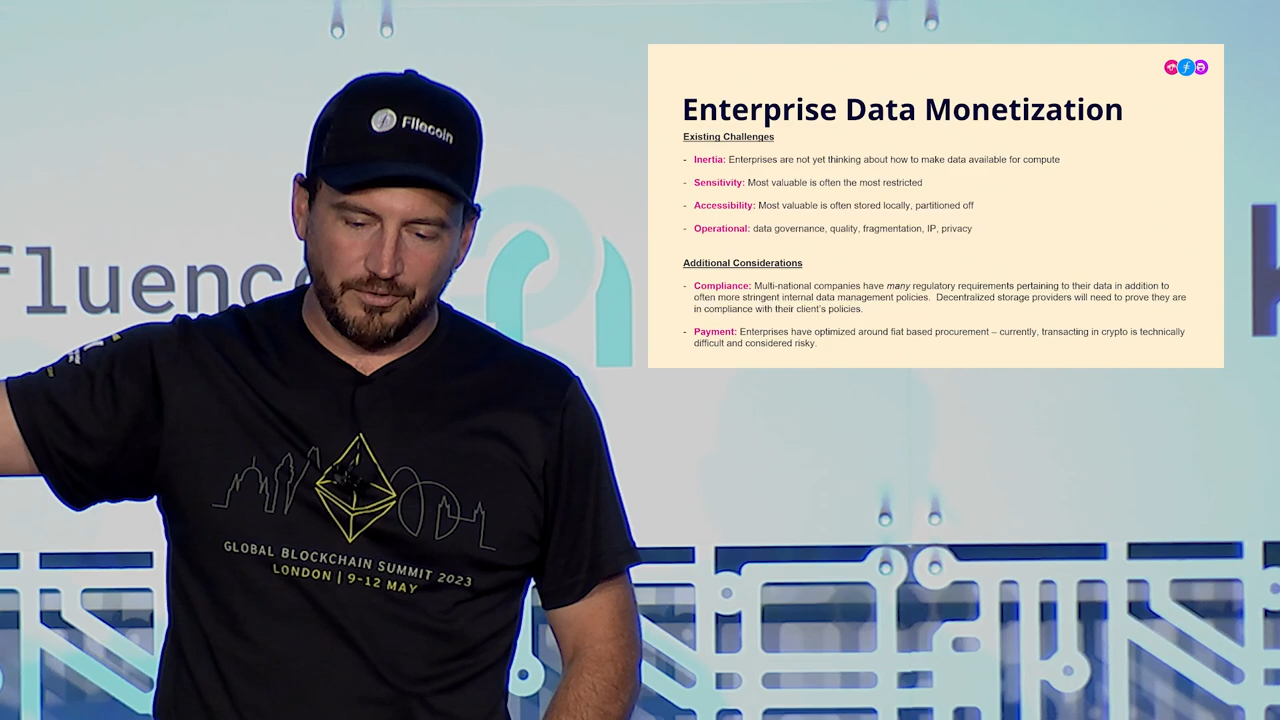 Enterprise Data Monetization
Existing Challenges
- Inertia: Enterprises are not yet thinking about how to make data available for compute
- Sensitivity: Most valuable is often the most restricted
- Accessibility: Most valuable is often stored locally, partitioned off
- Operational: data governance, quality, fragmentation, IP, privacy
Additional Considerations
- Compliance: Multi-national companies have many regulatory requirements pertaining to their data in addition to
often more stringent internal data management policies. Decentralized storage providers will need to prove they are
in compliance with their client's policies.
- Payment: Enterprises have optimized around fiat based procurement – currently, transacting in crypto is technically
difficult and considered risky.
Filecoin
fluence
GLOBAL BLOCKCHAIN SUMMIT 2023
LONDON | 9-12 MAY